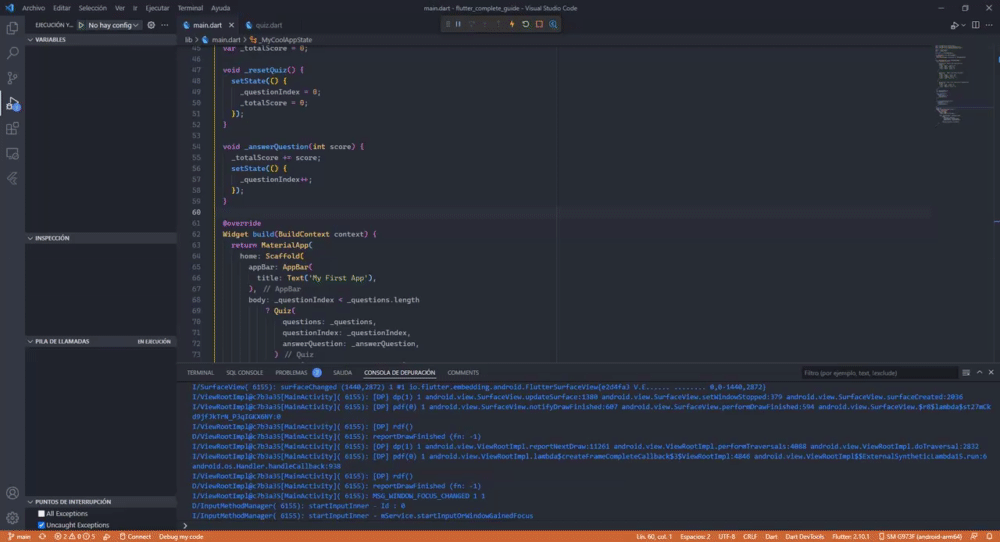 Archivo Editar Selección Ver Ir Ejecutar Terminal Ayuda
main.dart - flutter_complete_guide - Visual Studio Code
EJECUCIÓN Y... No hay config
main.dart
quiz.dart
lib > main.dart > _MyCoolAppState
VARIABLES
INSPECCIÓN
PILA DE LLAMADAS EN EJECUCIÓN
PUNTOS DE INTERRUPCIÓN
All Exceptions
Uncaught Exceptions
45 var _totalScore = 0;
46
47 void _resetQuiz() {
48 setState(() {
49 _questionIndex = 0;
50 _totalScore = 0;
51 });
52 }
53
54 void _answerQuestion(int score) {
55 _totalScore += score;
56 setState(() {
57 _questionIndex++;
58 });
59 }
60
61 @override
62 Widget build(BuildContext context) {
63 return MaterialApp(
64 home: Scaffold(
65 appBar: AppBar(
66 title: Text('My First App'),
67 ), // AppBar
68 body: _questionIndex < _questions.length
69 ? Quiz(
70 questions: _questions,
71 questionIndex: _questionIndex,
72 answerQuestion: _answerQuestion,
73 ) // Quiz
TERMINAL SQL CONSOLE PROBLEMAS 2 SALIDA CONSOLA DE DEPURACIÓN COMMENTS
Filtro (por ejemplo, text, !exclude)
I/SurfaceView( 6155): surfaceChanged (1440,2872) 1 #1 io.flutter.embedding.android.FlutterSurfaceView{e2d4fa3 V.E...... ........ 0,0-1440,2872}
I/ViewRootImpl@c7b3a35[MainActivity]( 6155): [DP] dp(1) 1 android.view.SurfaceView.updateSurface:1380 android.view.SurfaceView.setWindowStopped:379 android.view.SurfaceView.surfaceCreated:2036
I/ViewRootImpl@c7b3a35[MainActivity]( 6155): [DP] pdf(0) 1 android.view.SurfaceView.notifyDrawFinished:607 android.view.SurfaceView.performDrawFinished:594
I/ViewRootImpl@c7b3a35[MainActivity]( 6155): [DP] rdf()
D/ViewRootImpl@c7b3a35[MainActivity]( 6155): reportDrawFinished (fn: -1)
I/ViewRootImpl@c7b3a35[MainActivity]( 6155): [DP] dp(1) 1 android.view.ViewRootImpl.reportNextDraw:11201 android.view.ViewRootImpl.performTraversals:4068 android.view.ViewRootImpl.doTraversal:2832
I/ViewRootImpl@c7b3a35[MainActivity]( 6155): [DP] pdf(0) 1 android.view.ViewRootImpl.lambda$createFrameCompleteCallback$3$ViewRootImpl:4840 android.view.ViewRootImpl$$ExternalSyntheticLambda15.run:6
android.os.Handler.handleCallback:938
I/ViewRootImpl@c7b3a35[MainActivity]( 6155): [DP] rdf()
D/ViewRootImpl@c7b3a35[MainActivity]( 6155): reportDrawFinished (fn: -1)
I/ViewRootImpl@c7b3a35[MainActivity]( 6155): MSG_WINDOW_FOCUS_CHANGED 1 1
D/InputMethodManager( 6155): startInputInner - Id : 0
I/InputMethodManager( 6155): startInputInner - mService.startInputOrWindowGainedFocus
main 2 0 5 Connect Debug my code
Lín. 60, col. 1 Espacios: 2 UTF-8 CRLF Dart Dart DevTools Flutter: 2.10.1 SM G973F (android-arm64)